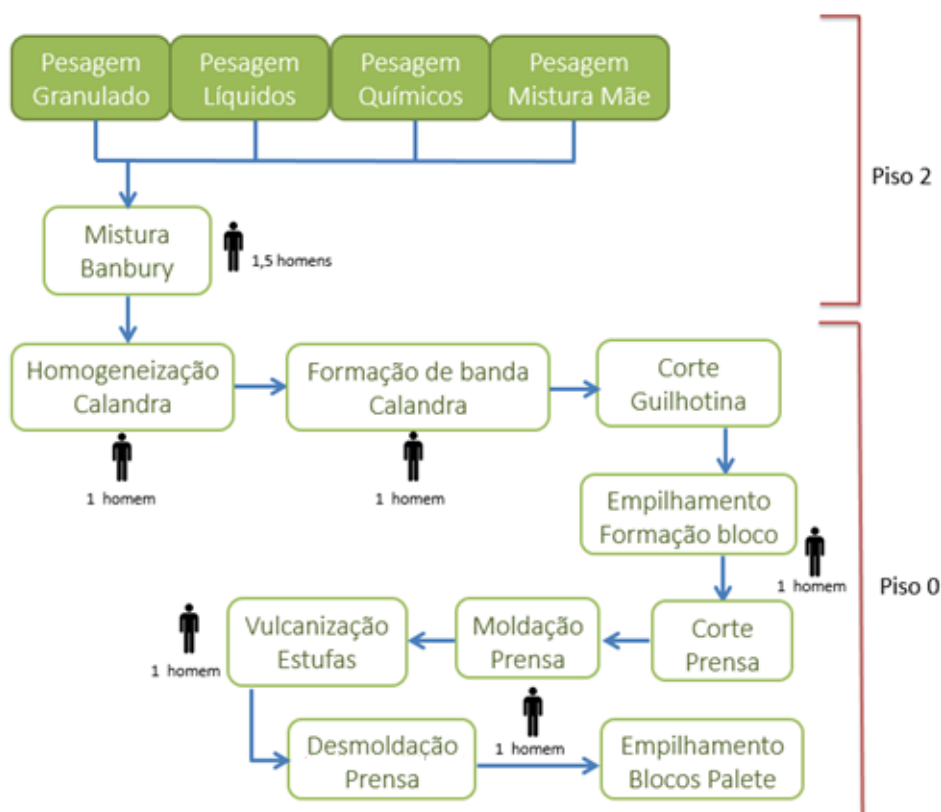 Pesagem
Granulado
Pesagem
Líquidos
Pesagem
Químicos
Pesagem
Mistura Mãe
Piso 2
Mistura
Banbury
1,5 homens
Homogeneização
Calandra
1 homem
Formação de banda
Calandra
1 homem
Corte
Guilhotina
Empilhamento
Formação bloco
1 homem
Piso 0
Corte
Prensa
Moldação
Prensa
Vulcanização
Estufas
1 homem
Desmoldação
Prensa
1 homem
Empilhamento
Blocos Palete